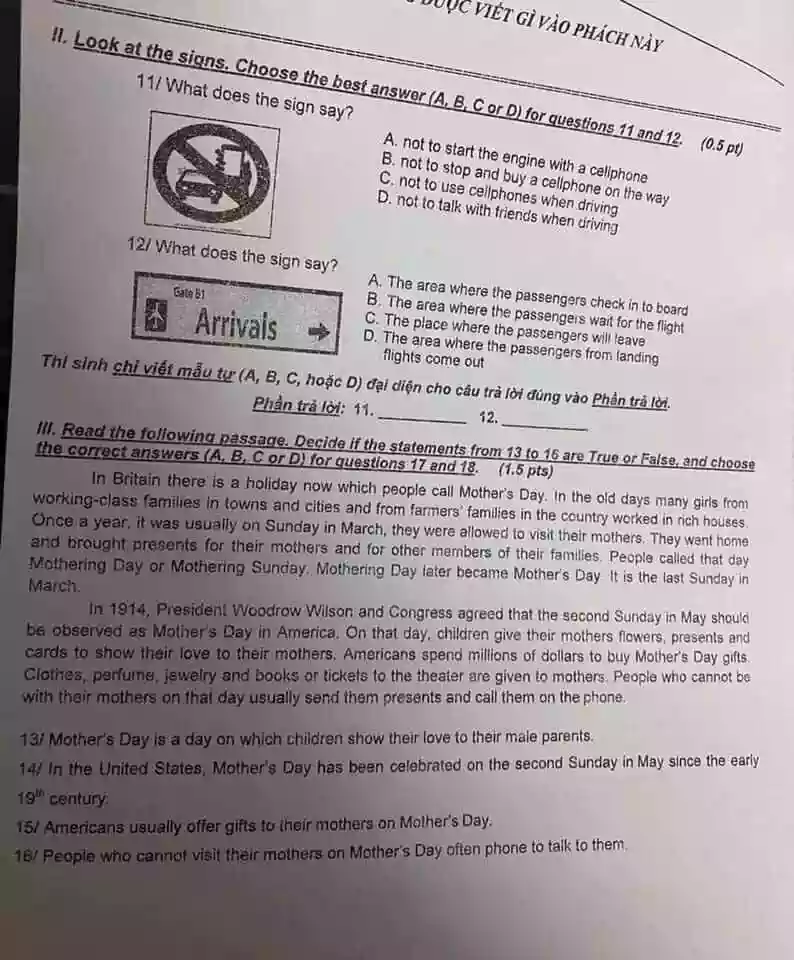 ĐƯỢC VIẾT GÌ VÀO PHÁCH NÀY
II. Look at the signs. Choose the best answer (A, B, C or D) for questions 11 and 12. (0.5 pt)
11/ What does the sign say?
A. not to start the engine with a cellphone
B. not to stop and buy a cellphone on the way
C. not to use cellphones when driving
D. not to talk with friends when driving
12/ What does the sign say?
Gate B1
Arrivals
A. The area where the passengers check in to board
B. The area where the passengers wait for the flight
C. The place where the passengers will leave
D. The area where the passengers from landing
flights come out
Thí sinh chỉ viết mẫu tự (A, B, C, hoặc D) đại diện cho câu trả lời đúng vào Phần trả lời.
Phần trả lời: 11. __________ 12. __________
III. Read the following passage. Decide if the statements from 13 to 16 are True or False, and choose
the correct answers (A, B, C or D) for questions 17 and 18. (1.5 pts)
In Britain there is a holiday now which people call Mother's Day. In the old days many girls from
working-class families in towns and cities and from farmers' families in the country worked in rich houses.
Once a year, it was usually on Sunday in March, they were allowed to visit their mothers. They went home
and brought presents for their mothers and for other members of their families. People called that day
Mothering Day or Mothering Sunday. Mothering Day later became Mother's Day. It is the last Sunday in
March.
In 1914, President Woodrow Wilson and Congress agreed that the second Sunday in May should
be observed as Mother's Day in America. On that day, children give their mothers flowers, presents and
cards to show their love to their mothers. Americans spend millions of dollars to buy Mother's Day gifts.
Clothes, perfume, jewelry and books or tickets to the theater are given to mothers. People who cannot be
with their mothers on that day usually send them presents and call them on the phone.
13/ Mother's Day is a day on which children show their love to their male parents.
14/ In the United States, Mother's Day has been celebrated on the second Sunday in May since the early
19th century.
15/ Americans usually offer gifts to their mothers on Mother's Day.
16/ People who cannot visit their mothers on Mother's Day often phone to talk to them.